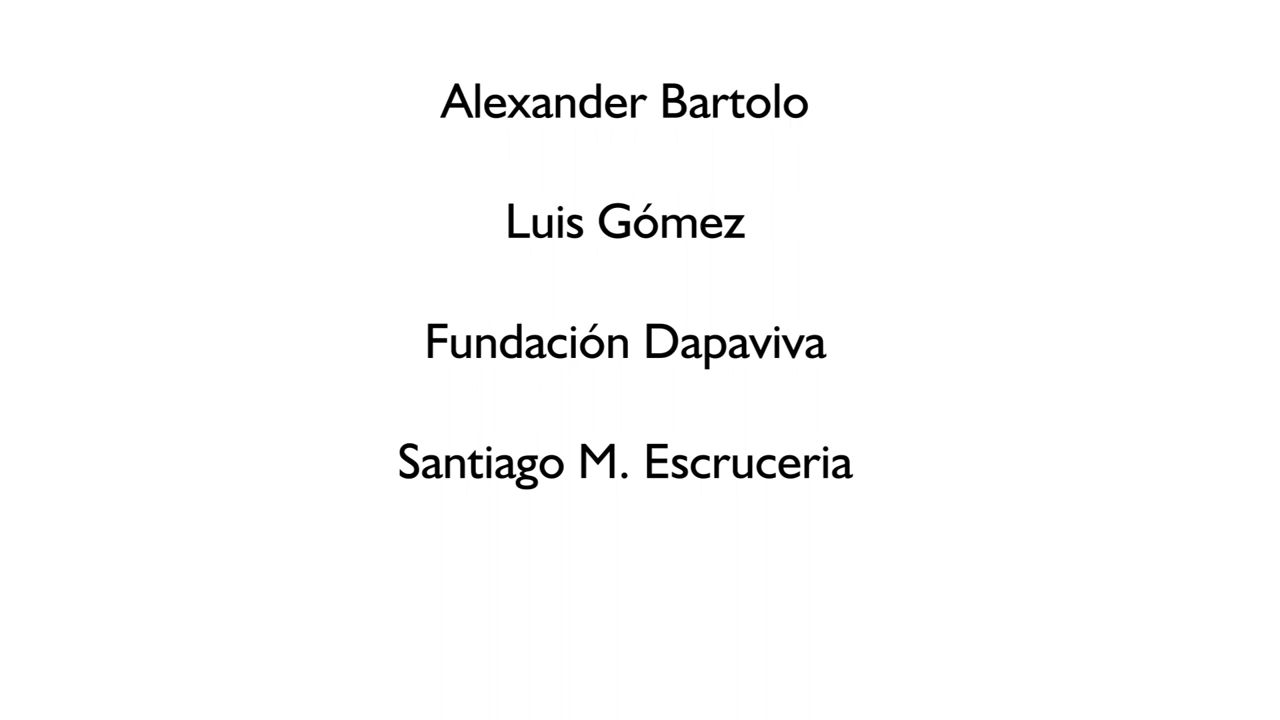 Alexander Bartolo
Luis Gómez
Fundación Dapaviva
Santiago M. Escruceria